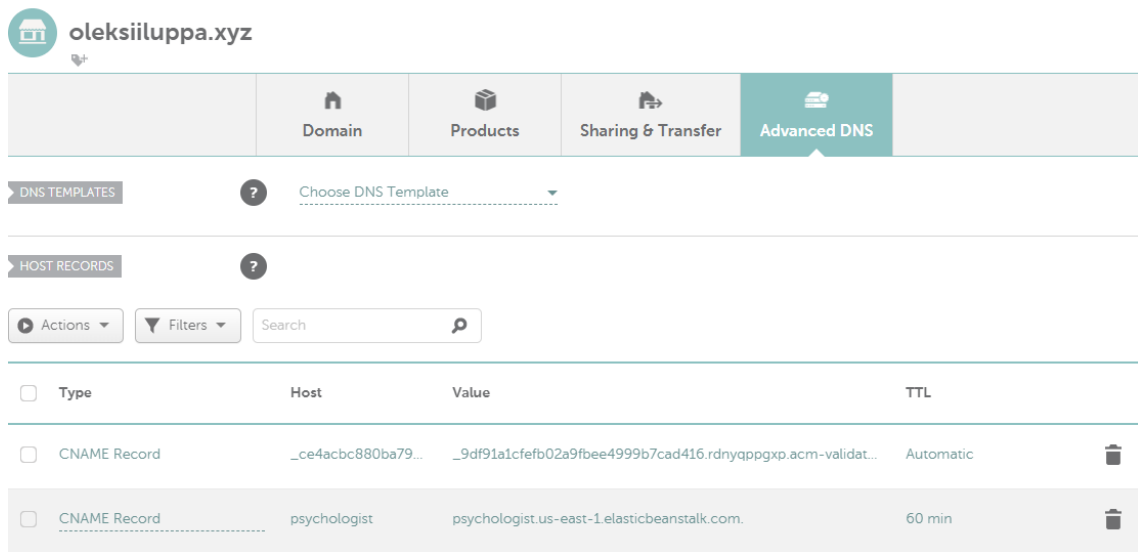 oleksiiluppa.xyz
Domain
Products
Sharing & Transfer
Advanced DNS
DNS TEMPLATES
?
Choose DNS Template
HOST RECORDS
?
Actions
Filters
Search
Type Host Value TTL
CNAME Record _ce4acbc880ba79... _9df91a1cfefb02a9fbee4999b7cad416.rdnyqppgxp.acm-validat... Automatic
CNAME Record psychologist psychologist.us-east-1.elasticbeanstalk.com. 60 min